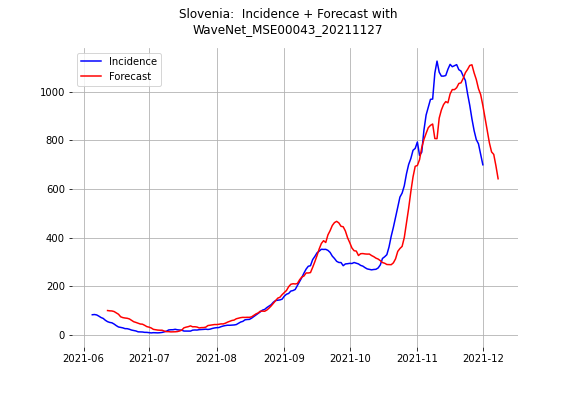 Slovenia:  Incidence + Forecast with
WaveNet_MSE00043_20211127
Incidence
Forecast
1000
800
600
400
200
0
2021-06 2021-07 2021-08 2021-09 2021-10 2021-11 2021-12